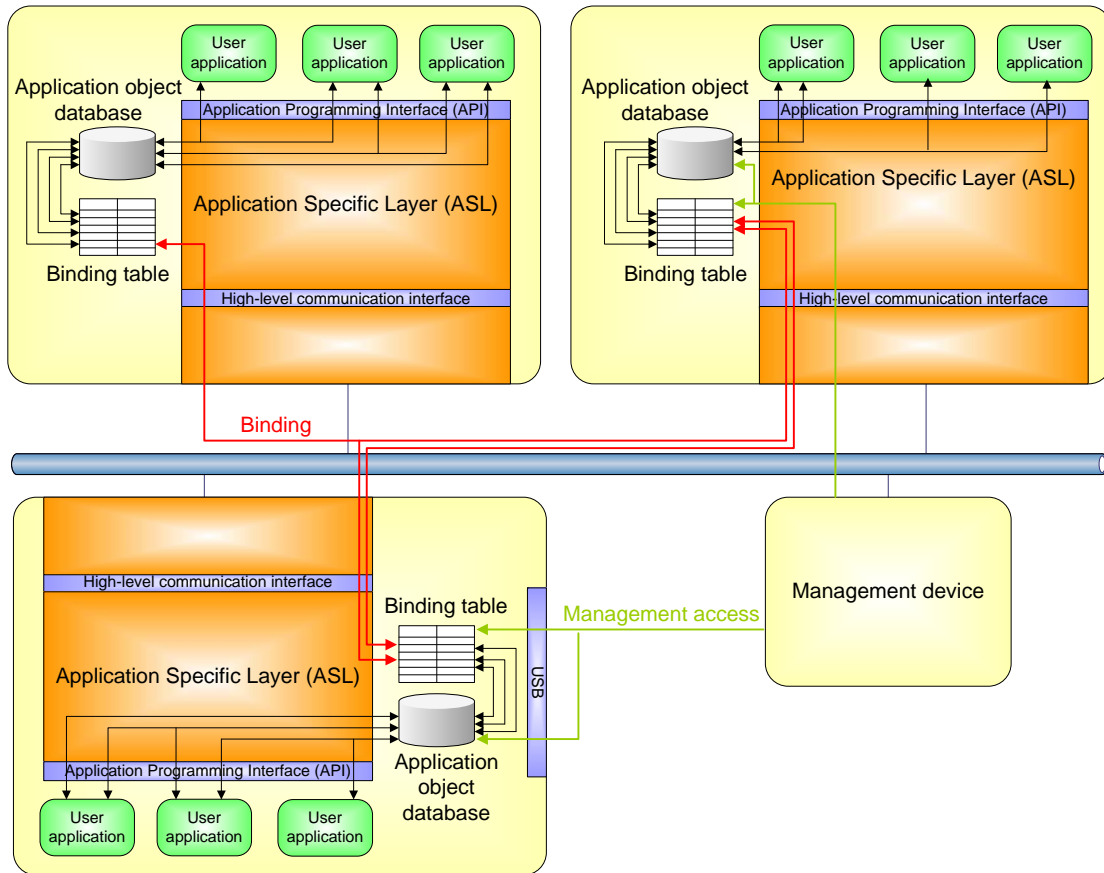 User
application
User
application
User
application
Application object
database
Application Programming Interface (API)
Application Specific Layer (ASL)
Binding table
High-level communication interface
User
application
User
application
User
application
Application object
database
Application Programming Interface (API)
Application Specific Layer (ASL)
Binding table
High-level communication interface
Binding
High-level communication interface
Binding table
Application Specific Layer (ASL)
USB
Application
object
database
Application Programming Interface (API)
User
application
User
application
User
application
Management access
Management device